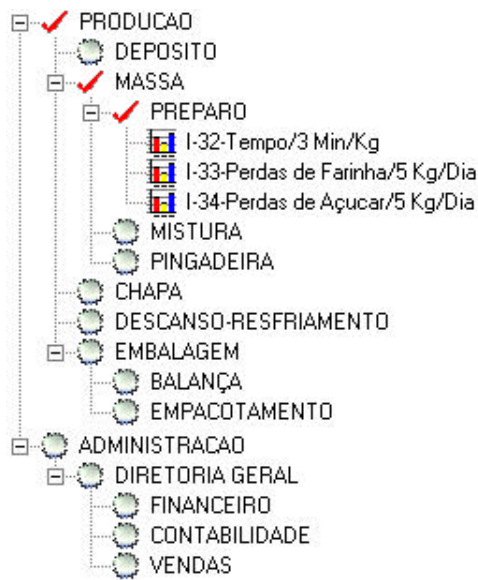 PRODUCAO
DEPOSITO
MASSA
PREPARO
I-32-Tempo/3 Min/Kg
I-33-Perdas de Farinha/5 Kg/Dia
I-34-Perdas de Açucar/5 Kg/Dia
MISTURA
PINGADEIRA
CHAPA
DESCANSO-RESFRIAMENTO
EMBALAGEM
BALANÇA
EMPACOTAMENTO
ADMINISTRACAO
DIRETORIA GERAL
FINANCEIRO
CONTABILIDADE
VENDAS